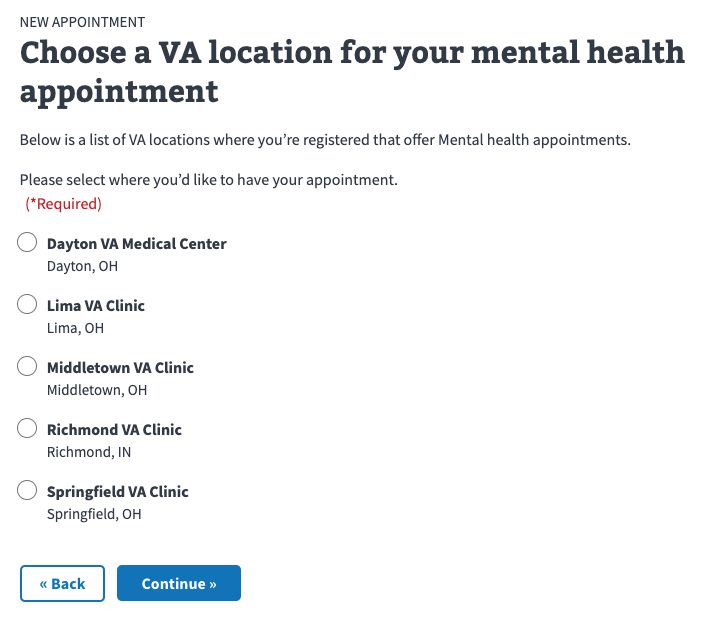 NEW APPOINTMENT
Choose a VA location for your mental health
appointment
Below is a list of VA locations where you’re registered that offer Mental health appointments.
Please select where you’d like to have your appointment.
(*Required)
Dayton VA Medical Center
Dayton, OH
Lima VA Clinic
Lima, OH
Middletown VA Clinic
Middletown, OH
Richmond VA Clinic
Richmond, IN
Springfield VA Clinic
Springfield, OH
« Back Continue »